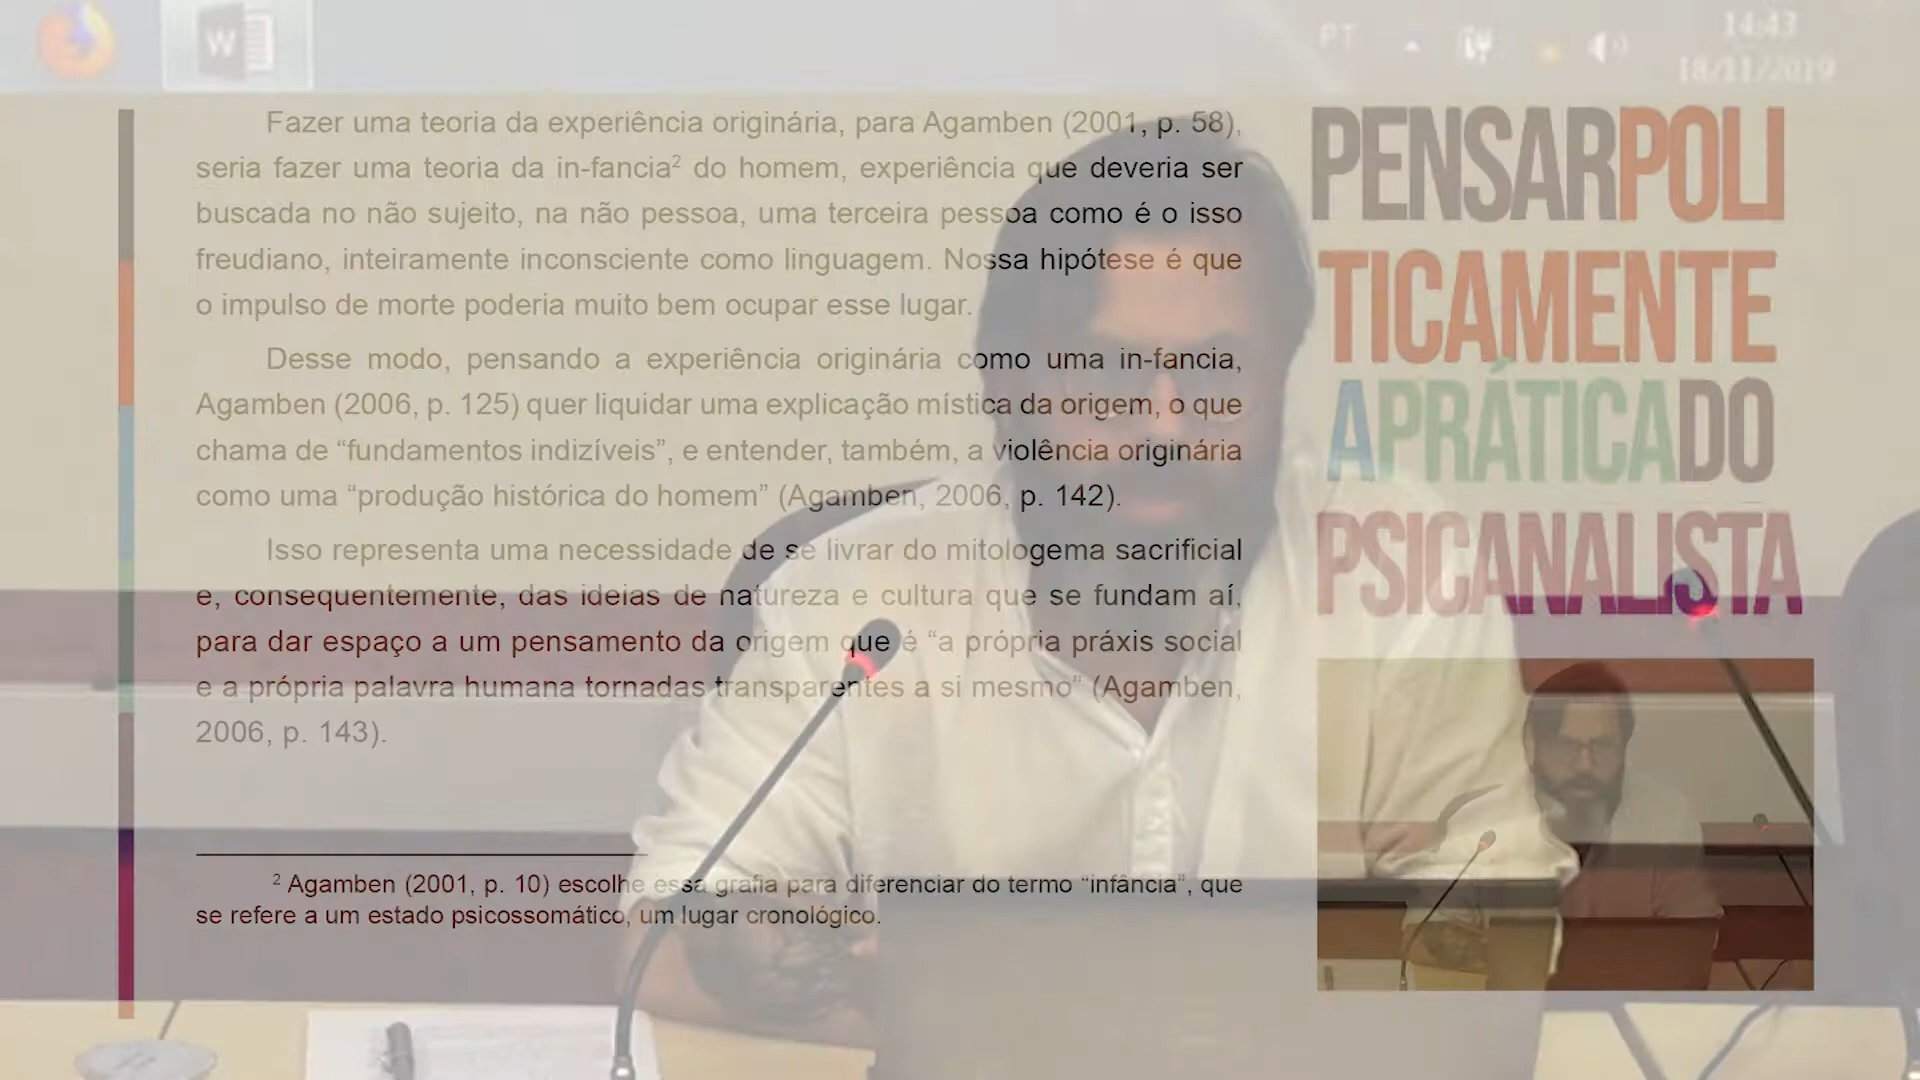 W
PT
14:43
18/11/2019
Fazer uma teoria da experiência originária, para Agamben (2001, p. 58),
seria fazer uma teoria da in-fancia² do homem, experiência que deveria ser
buscada no não sujeito, na não pessoa, uma terceira pessoa como é o isso
freudiano, inteiramente inconsciente como linguagem. Nossa hipótese é que
o impulso de morte poderia muito bem ocupar esse lugar.
Desse modo, pensando a experiência originária como uma in-fancia,
Agamben (2006, p. 125) quer liquidar uma explicação mística da origem, o que
chama de “fundamentos indizíveis”, e entender, também, a violência originária
como uma “produção histórica do homem” (Agamben, 2006, p. 142).
Isso representa uma necessidade de se livrar do mitologema sacrificial
e, consequentemente, das ideias de natureza e cultura que se fundam aí,
para dar espaço a um pensamento da origem que é “a própria práxis social
e a própria palavra humana tornadas transparentes a si mesmo” (Agamben,
2006, p. 143).
² Agamben (2001, p. 10) escolhe essa grafia para diferenciar do termo “infância”, que
se refere a um estado psicossomático, um lugar cronológico.
PENSARPOLI
TICAMENTE
APRÁTICADO
PSICANALISTA